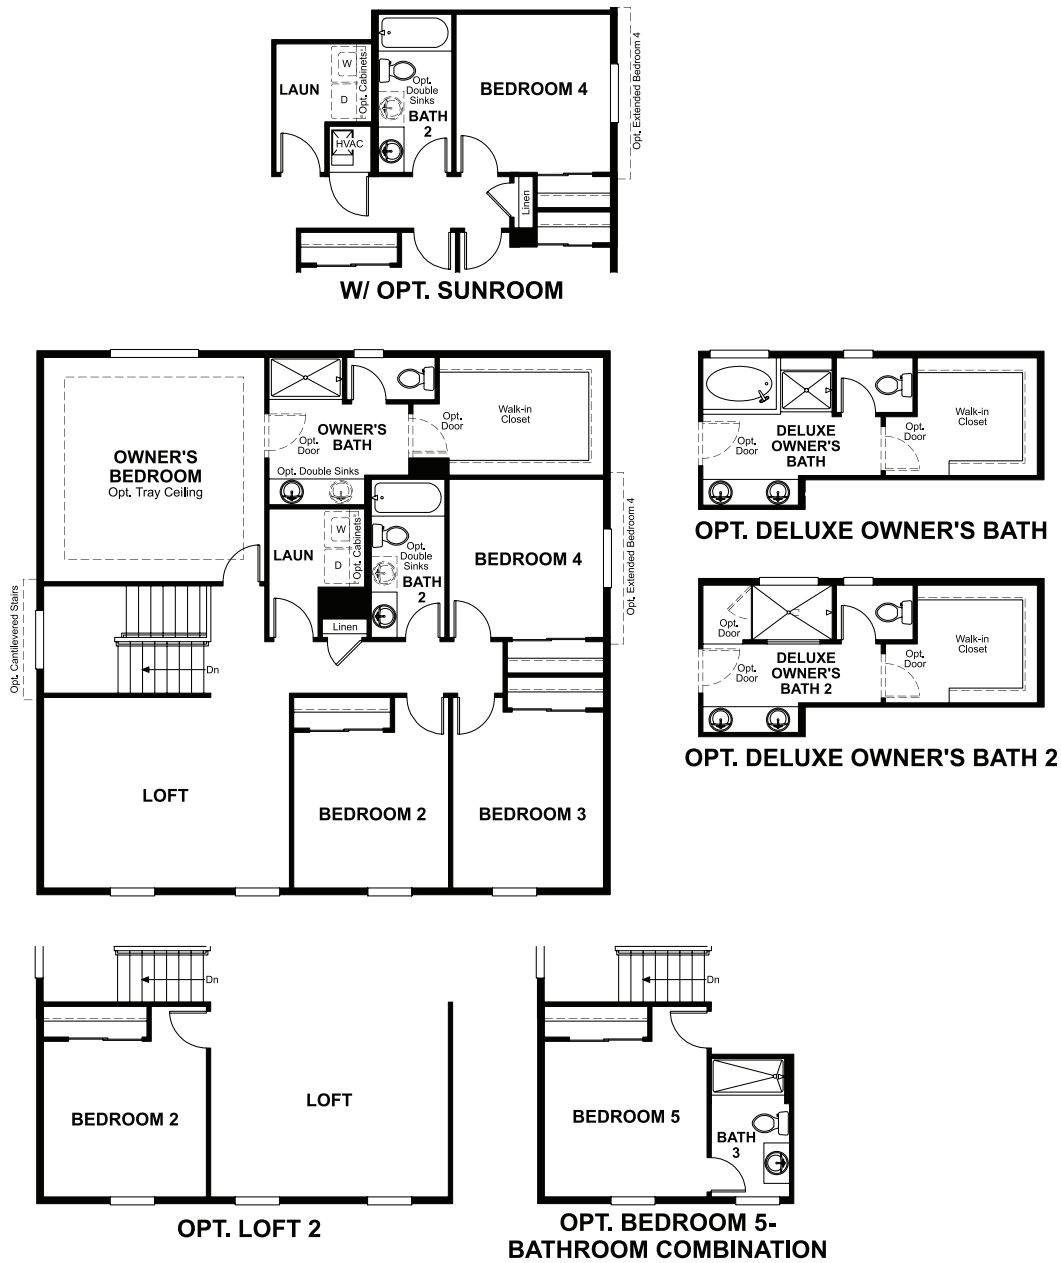 LAUN
W
D
Opt. Cabinets
HVAC
Opt.
Double
Sinks
BATH
2
BEDROOM 4
Opt. Extended Bedroom 4
Linen
W/ OPT. SUNROOM
OWNER'S
BEDROOM
Opt. Tray Ceiling
OWNER'S
BATH
Opt.
Door
Opt.
Door
Opt. Double Sinks
Walk-in
Closet
LAUN
W
D
Opt. Cabinets
Opt.
Double
Sinks
BATH
2
BEDROOM 4
Opt. Extended Bedroom 4
Linen
Opt. Cantilevered Stairs
Dn
LOFT
BEDROOM 2
BEDROOM 3
DELUXE
OWNER'S
BATH
Opt.
Door
Opt.
Door
Walk-in
Closet
OPT. DELUXE OWNER'S BATH
Opt.
Door
Opt.
Door
DELUXE
OWNER'S
BATH 2
Opt.
Door
Walk-in
Closet
OPT. DELUXE OWNER'S BATH 2
Dn
BEDROOM 2
LOFT
OPT. LOFT 2
Dn
BEDROOM 5
BATH
3
OPT. BEDROOM 5-
BATHROOM COMBINATION